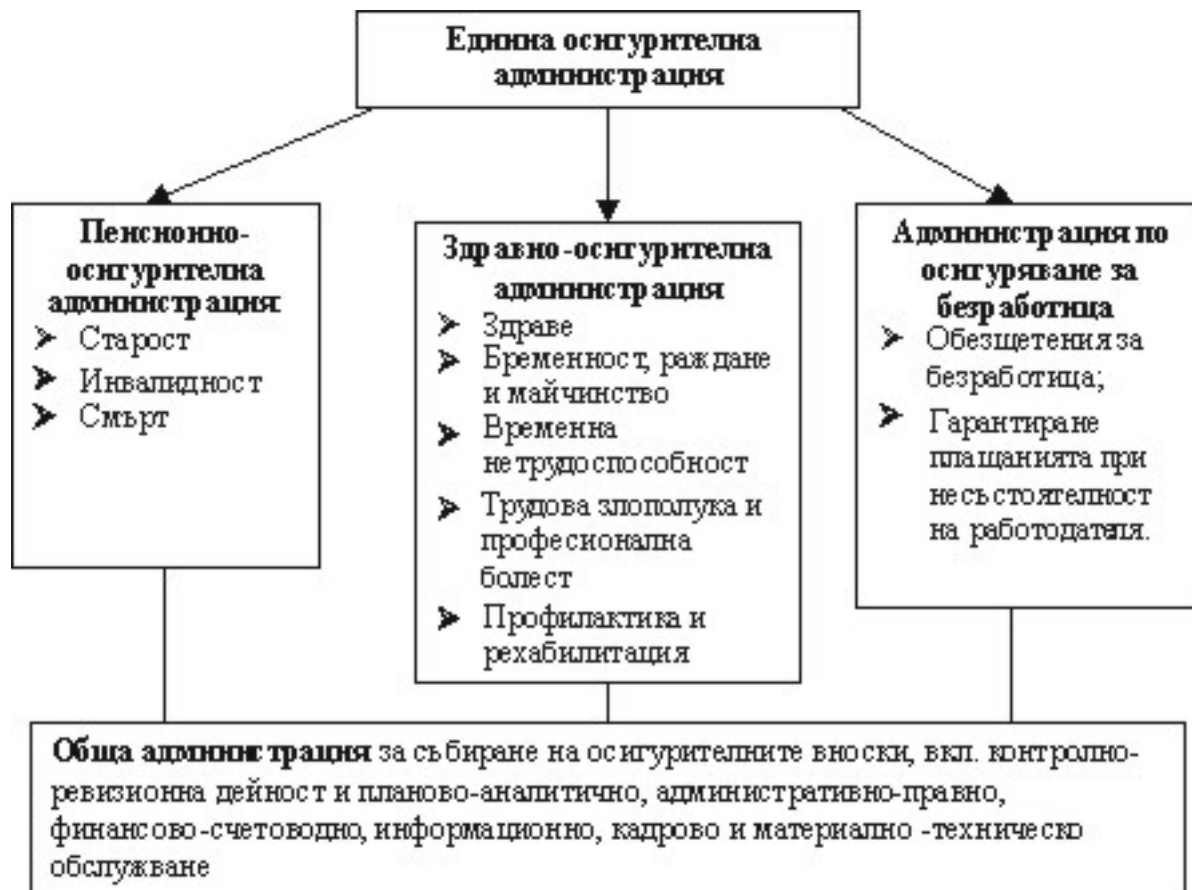 Единна осигурителна
администрация
Пенсионно-
осигурителна
администрация:
➢ Старост
➢ Инвалидност
➢ Смърт
Здравно-осигурителна
администрация
➢ Здраве
➢ Бременност, раждане
и майчинство
➢ Временна
нетрудоспособност
➢ Трудова злополука и
професионална
болест
➢ Профилактика и
рехабилитация
Администрация по
осигуряване за
безработица
➢ Обезщетения за
безработица;
➢ Гарантиране
плащанията при
несъстоятелност
на работодателя.
Обща администрация за събиране на осигурителните вноски, вкл. контролно-
ревизионна дейност и планово-аналитично, административно-правно,
финансово-счетоводно, информационно, кадрово и материално-техническо
обслужване